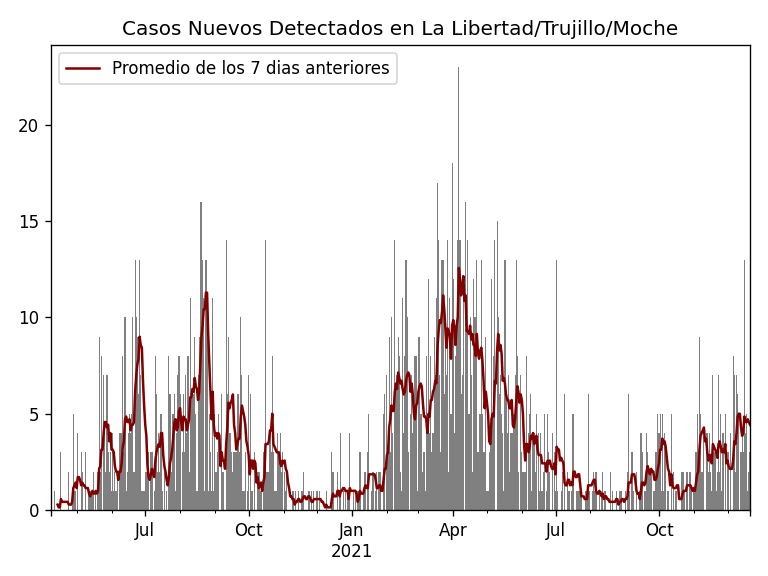 Casos Nuevos Detectados en La Libertad/Trujillo/Moche
Promedio de los 7 dias anteriores
20
15
10
5
0
Jul Oct Jan Apr Jul Oct
2021